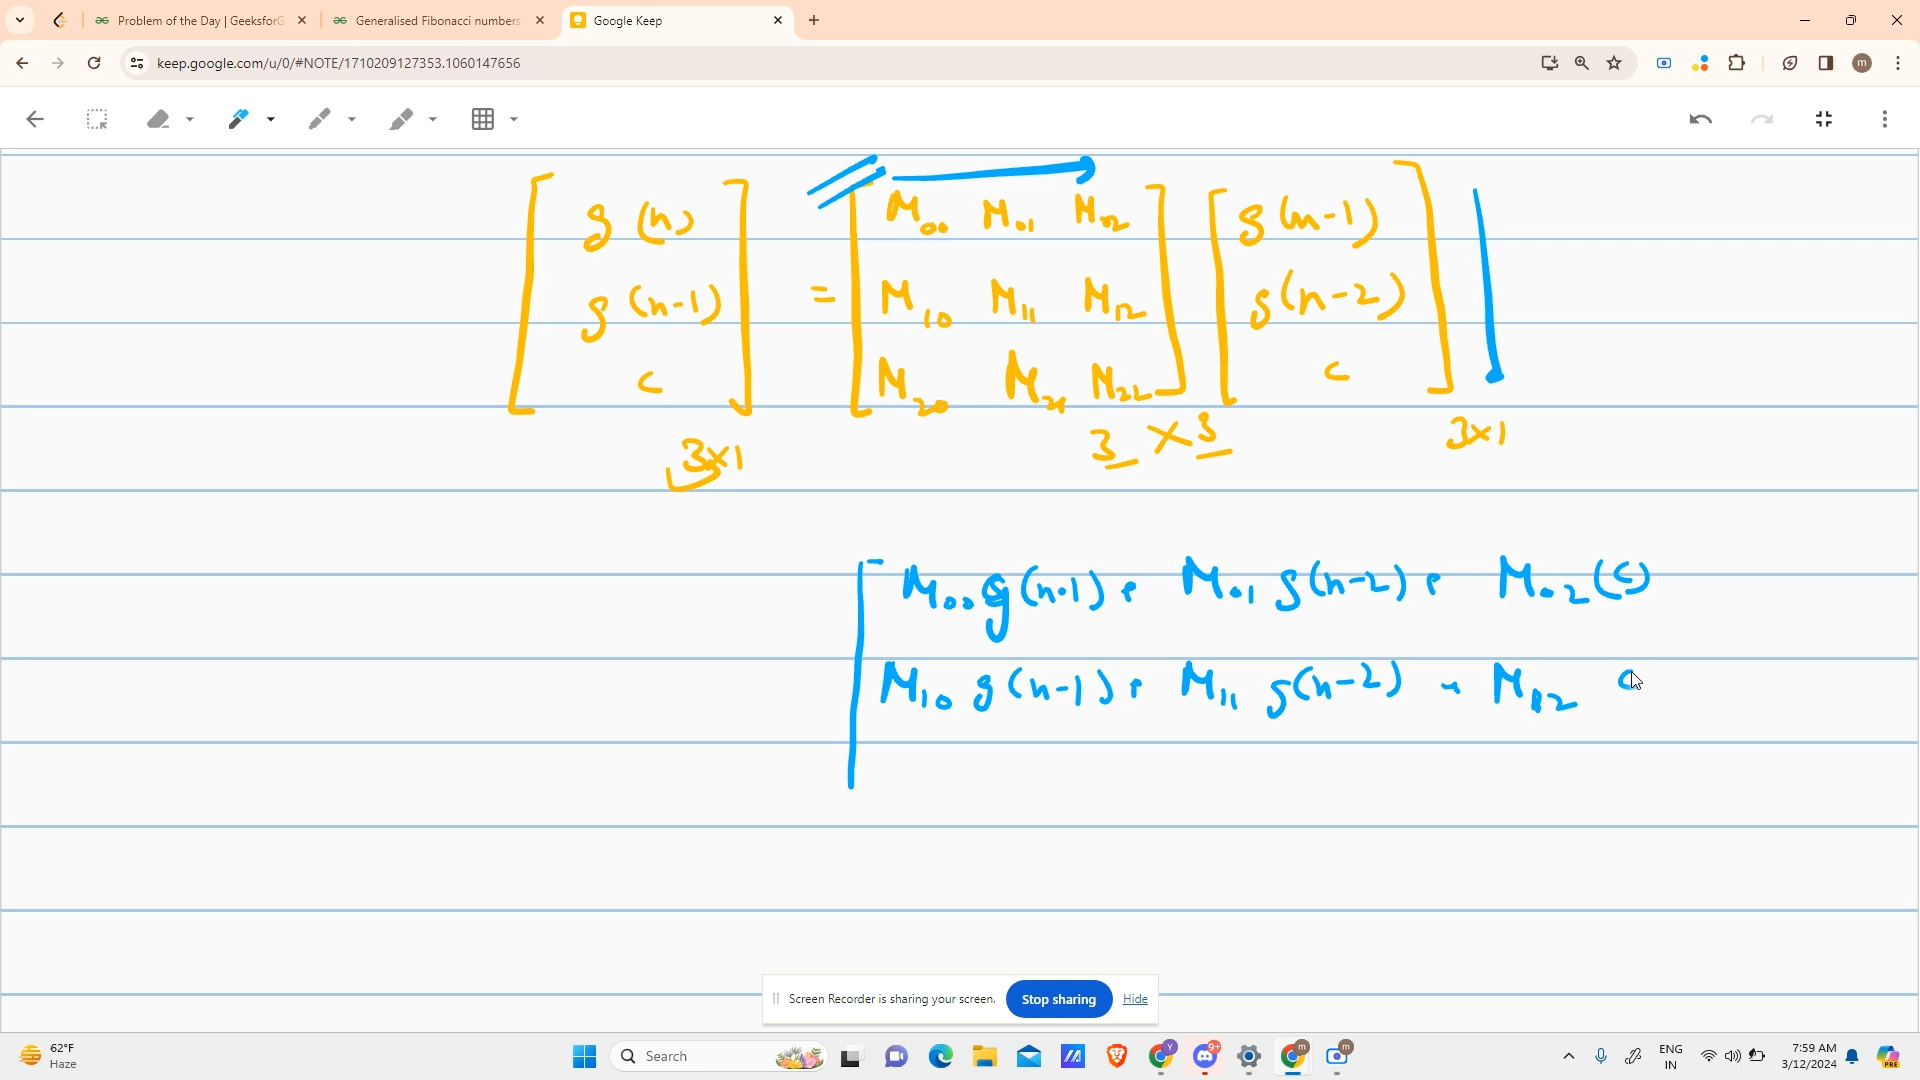 Problem of the Day | GeeksforG
Generalised Fibonacci numbers
Google Keep
keep.google.com/u/0/#NOTE/1710209127353.1060147656
m
g(n) = M00 M01 M02 g(n-1)
g(n-1) M10 M11 M12 g(n-2)
c M20 M21 M22 c
3x1 3 x 3 3x1
M00 g(n-1) + M01 g(n-2) + M02 (c)
M10 g(n-1) + M11 g(n-2) + M12 c
Screen Recorder is sharing your screen.
Stop sharing
Hide
62°F
Haze
Search
PRE
Y
9+
m
m
ENG
IN
7:59 AM
3/12/2024